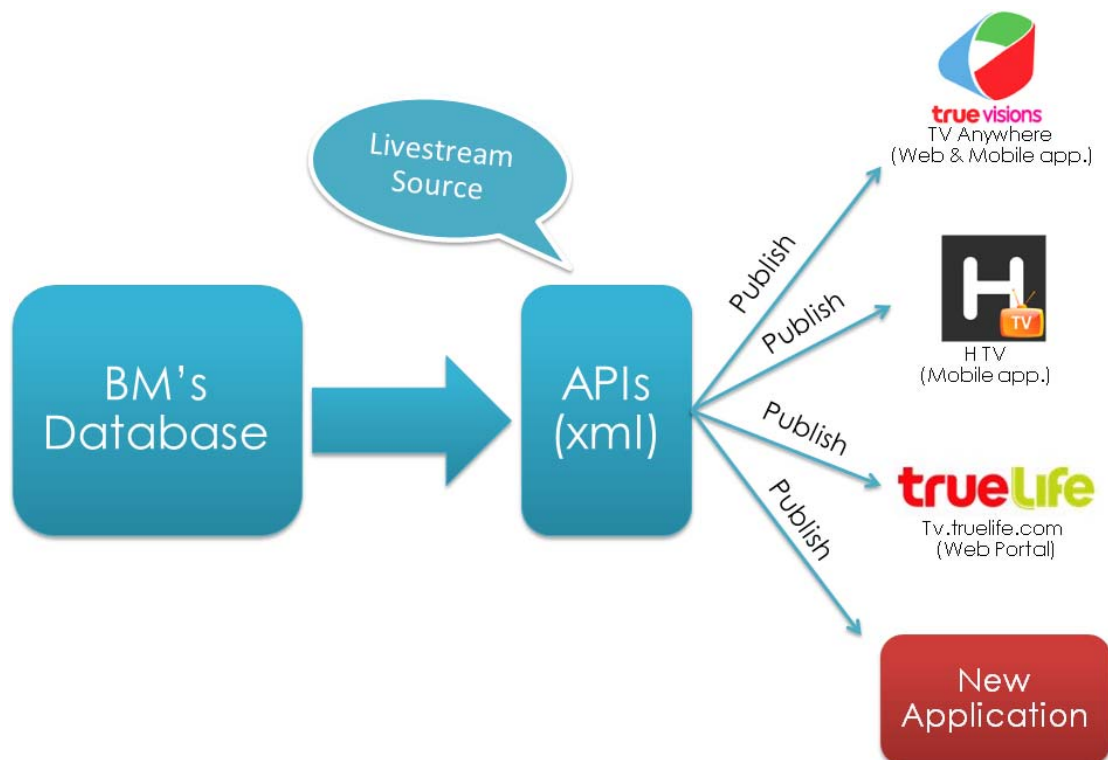 Livestream
Source
BM's
Database
APIs
(xml)
Publish
Publish
Publish
Publish
true visions
TV Anywhere
(Web & Mobile app.)
H
TV
H TV
(Mobile app.)
trueLife
Tv.truelife.com
(Web Portal)
New
Application